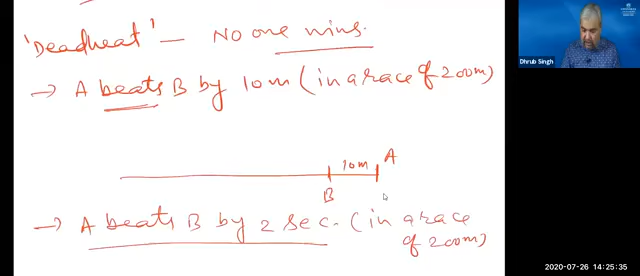 'Deadheat' – No one wins.
→ A beats B by 10m (in a race of 200m)
10m A
B
→ A beats B by 2 sec. (in a race
of 200m)
Dhrub Singh
2020-07-26 14:25:35